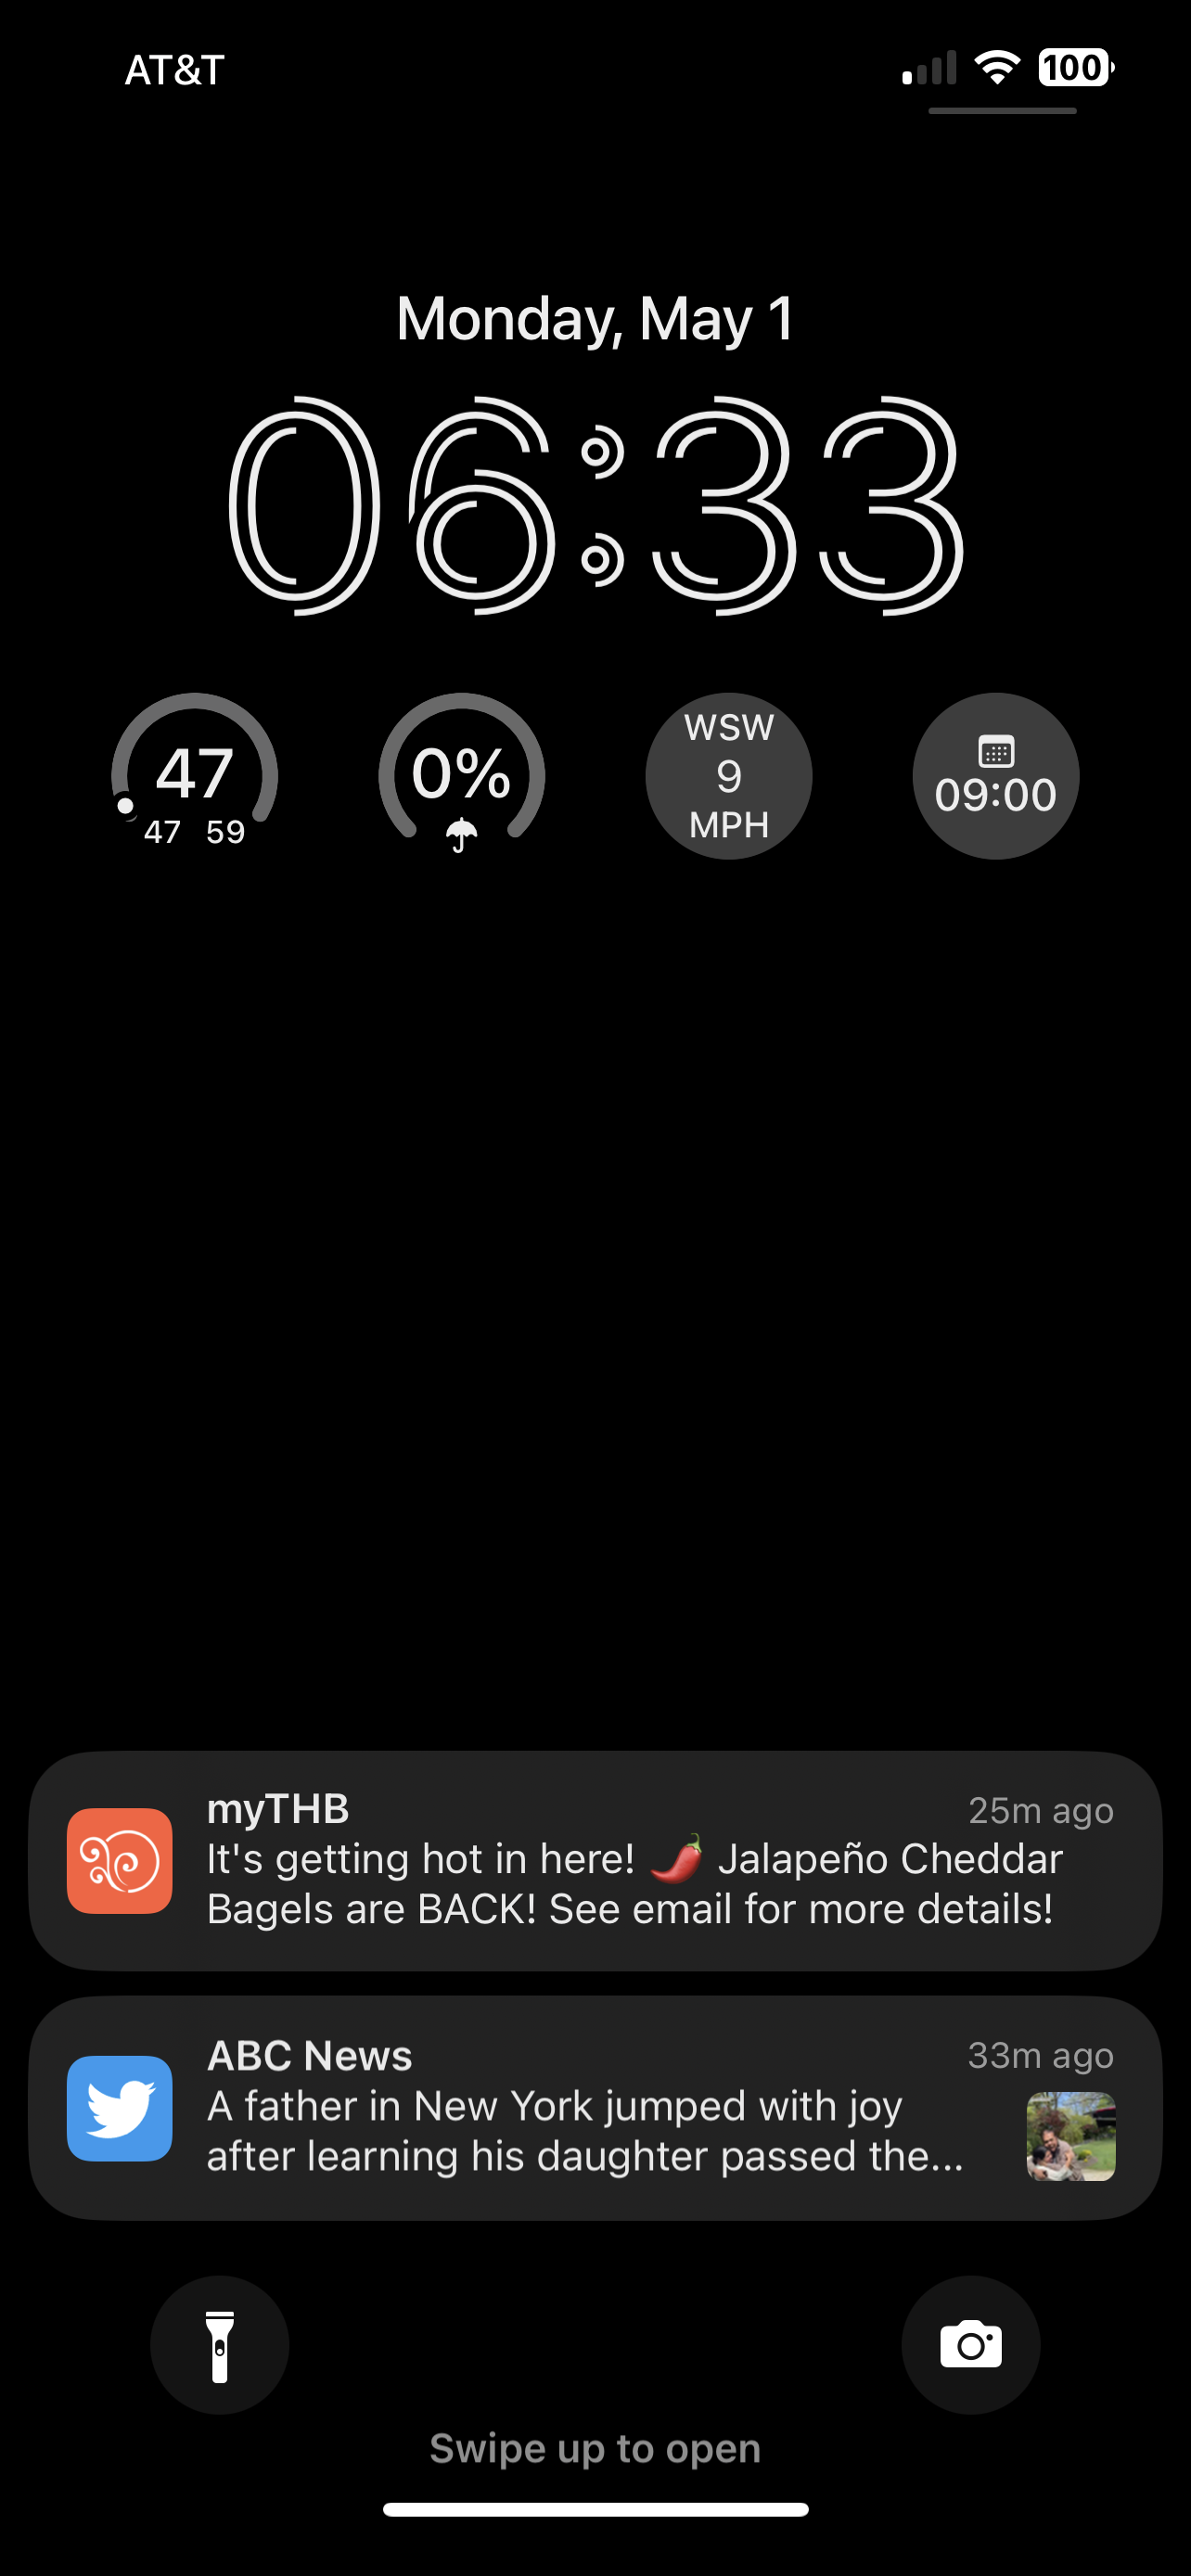 AT&T
100
Monday, May 1
06:33
47
47 59
0%
WSW
9
MPH
09:00
myTHB
25m ago
It's getting hot in here! 🌶️ Jalapeño Cheddar
Bagels are BACK! See email for more details!
ABC News
33m ago
A father in New York jumped with joy
after learning his daughter passed the...
Swipe up to open